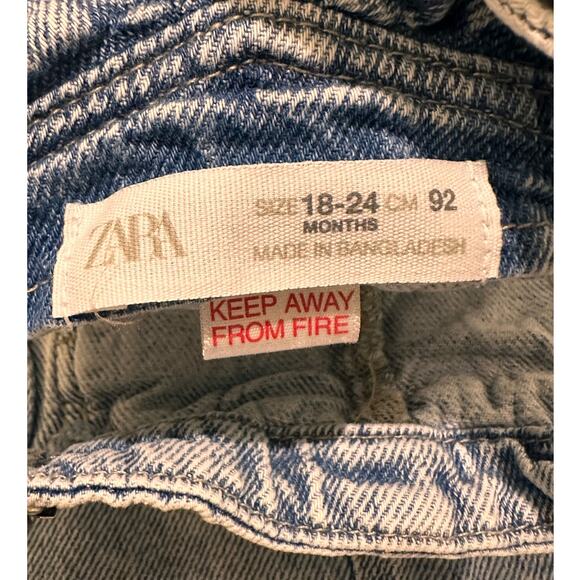 ZARA
SIZE 18-24 CM 92
MONTHS
MADE IN BANGLADESH
KEEP AWAY
FROM FIRE